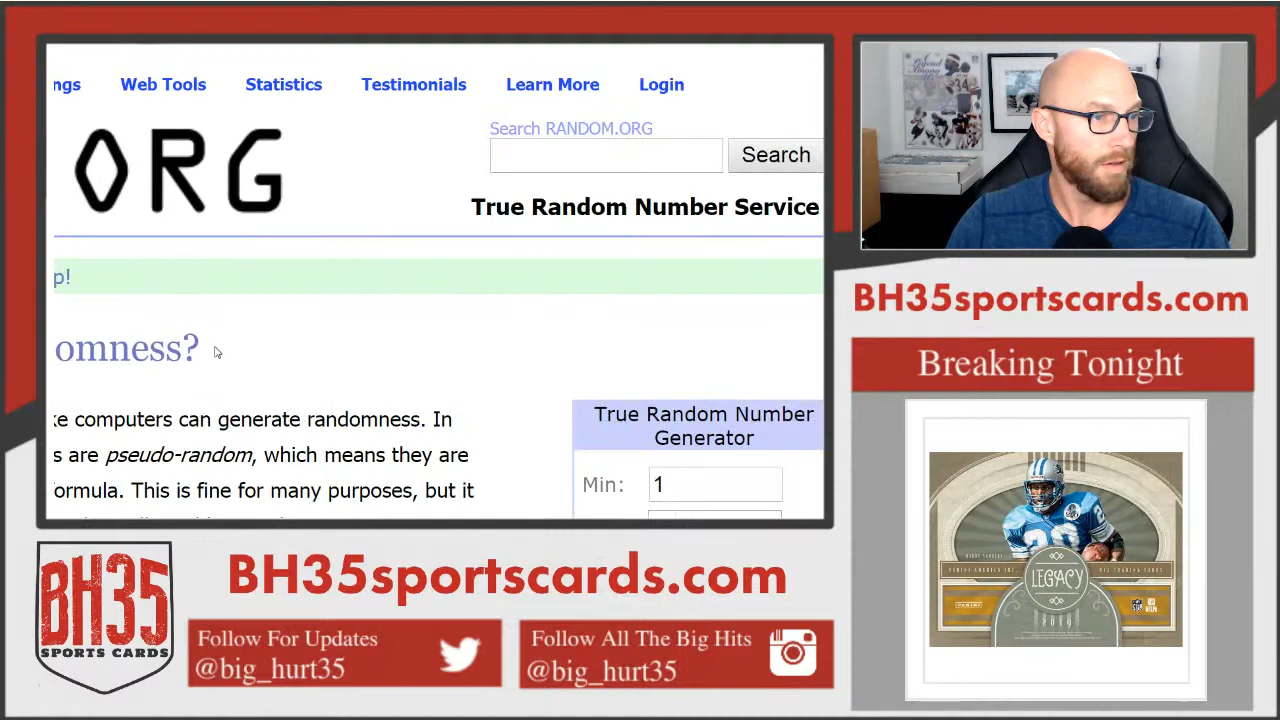 ngs Web Tools Statistics Testimonials Learn More Login
Search RANDOM.ORG
ORG
Search
True Random Number Service
p!
omness?
ke computers can generate randomness. In
s are pseudo-random, which means they are
ormula. This is fine for many purposes, but it
True Random Number
Generator
Min: 1
BH35sportscards.com
Breaking Tonight
LEGACY
PANINI
BH35
SPORTS CARDS
BH35sportscards.com
Follow For Updates
@big_hurt35
Follow All The Big Hits
@big_hurt35